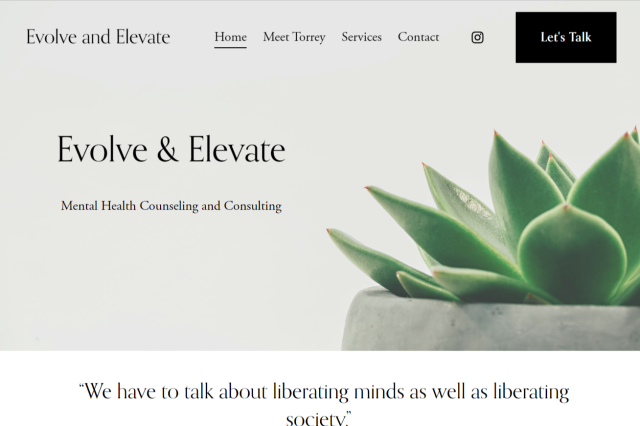 Evolve and Elevate
Home Meet Torrey Services Contact
Let's Talk
Evolve & Elevate
Mental Health Counseling and Consulting
“We have to talk about liberating minds as well as liberating
society.”